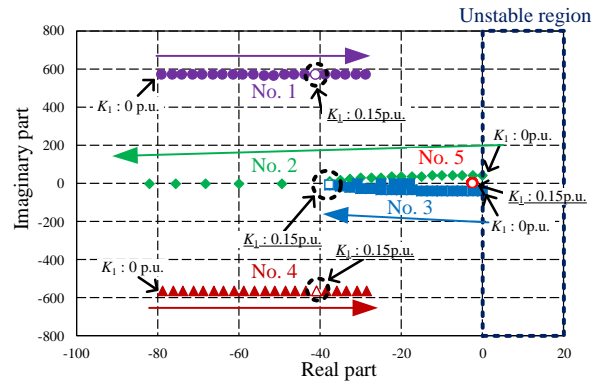 Unstable region
800
600
K1 : 0 p.u.
No. 1
K1 : 0.15p.u.
400
200
No. 2
No. 5
K1 : 0p.u.
0
No. 3
K1 : 0.15p.u.
K1 : 0p.u.
-200
K1 : 0.15p.u.
K1 : 0.15p.u.
-400
K1 : 0 p.u.
No. 4
-600
-800
-100 -80 -60 -40 -20 0 20
Real part
Imaginary part